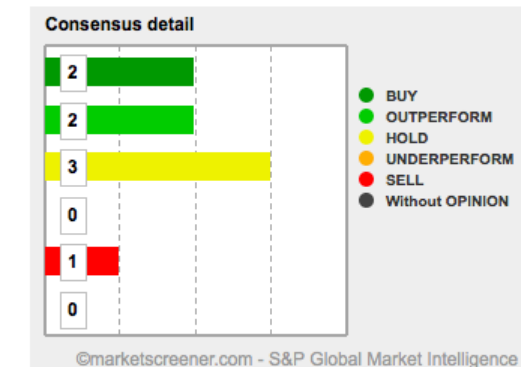 Consensus detail
2
2
3
0
1
0
BUY
OUTPERFORM
HOLD
UNDERPERFORM
SELL
Without OPINION
©marketscreener.com - S&P Global Market Intelligence